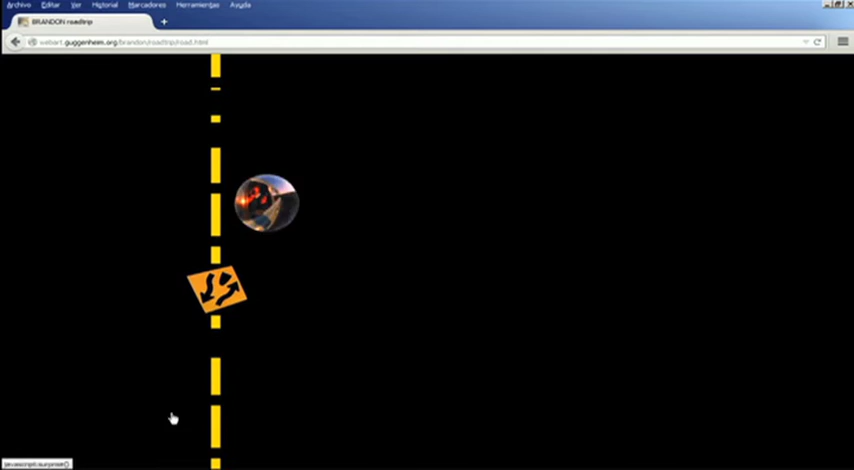 Archivo Editar Ver Historial Marcadores Herramientas Ayuda
BRANDON roadtrip
webart.guggenheim.org/brandon/roadtrip/road.html
javascript:surprise()